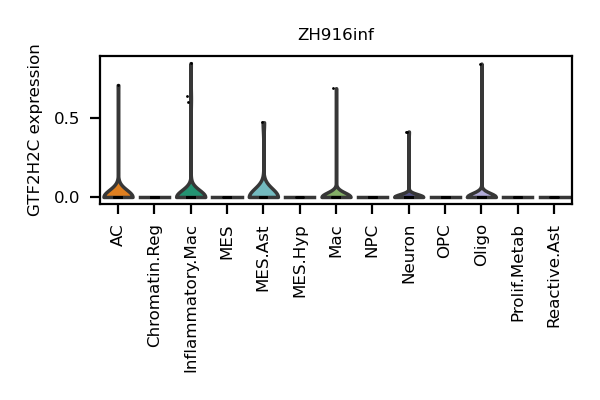 ZH916inf
GTF2H2C expression
0.5
0.0
AC
Chromatin.Reg
Inflammatory.Mac
MES
MES.Ast
MES.Hyp
Mac
NPC
Neuron
OPC
Oligo
Prolif.Metab
Reactive.Ast